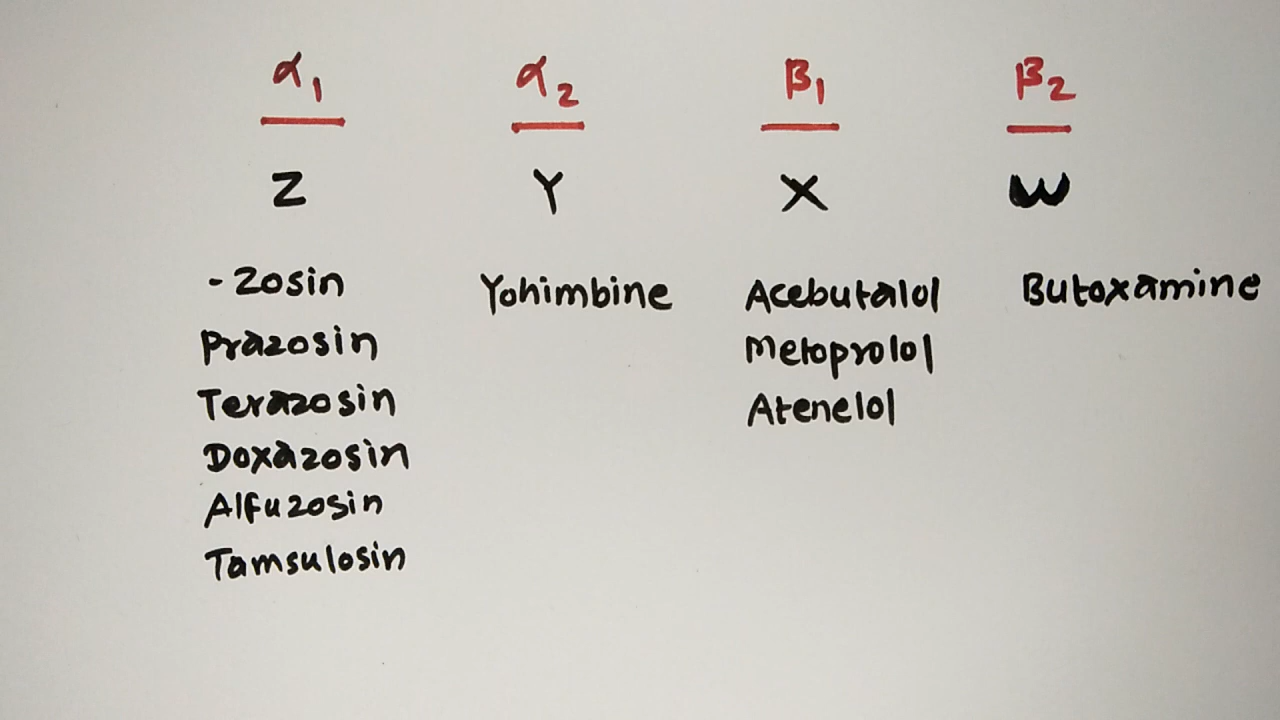 α1 α2 β1 β2
Z Y X W
-Zosin Yohimbine Acebutalol Butoxamine
Prazosin Metoprolol
Terazosin Atenelol
Doxazosin
Alfuzosin
Tamsulosin